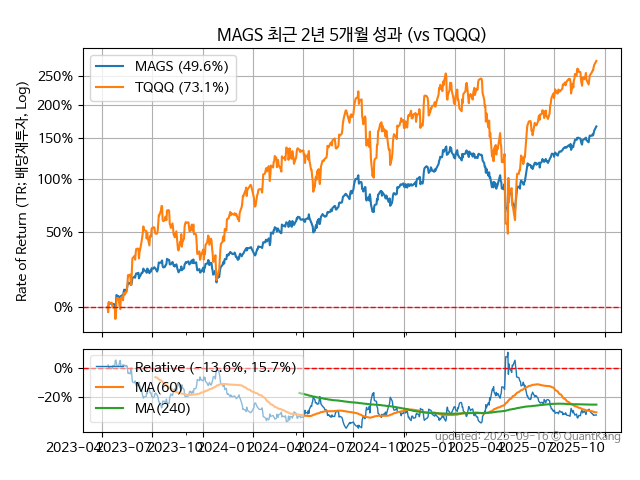 MAGS 최근 2년 5개월 성과 (vs TQQQ)
Rate of Return (TR; 배당재투자, Log)
MAGS (49.6%)
TQQQ (73.1%)
250%
200%
150%
100%
50%
0%
Relative (−13.6%, 15.7%)
MA(60)
MA(240)
0%
−20%
updated: 2025-09-16 © QuantKang
2023-04 2023-07 2023-10 2024-01 2024-04 2024-07 2024-10 2025-01 2025-04 2025-07 2025-10